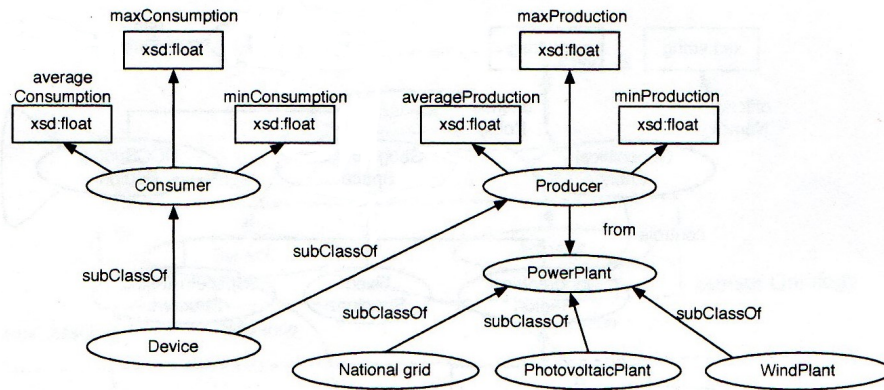 maxConsumption
xsd:float
maxProduction
xsd:float
average
Consumption
xsd:float
minConsumption
xsd:float
averageProduction
xsd:float
minProduction
xsd:float
Consumer
Producer
from
subClassOf
subClassOf
PowerPlant
subClassOf
subClassOf
subClassOf
Device
National grid
PhotovoltaicPlant
WindPlant